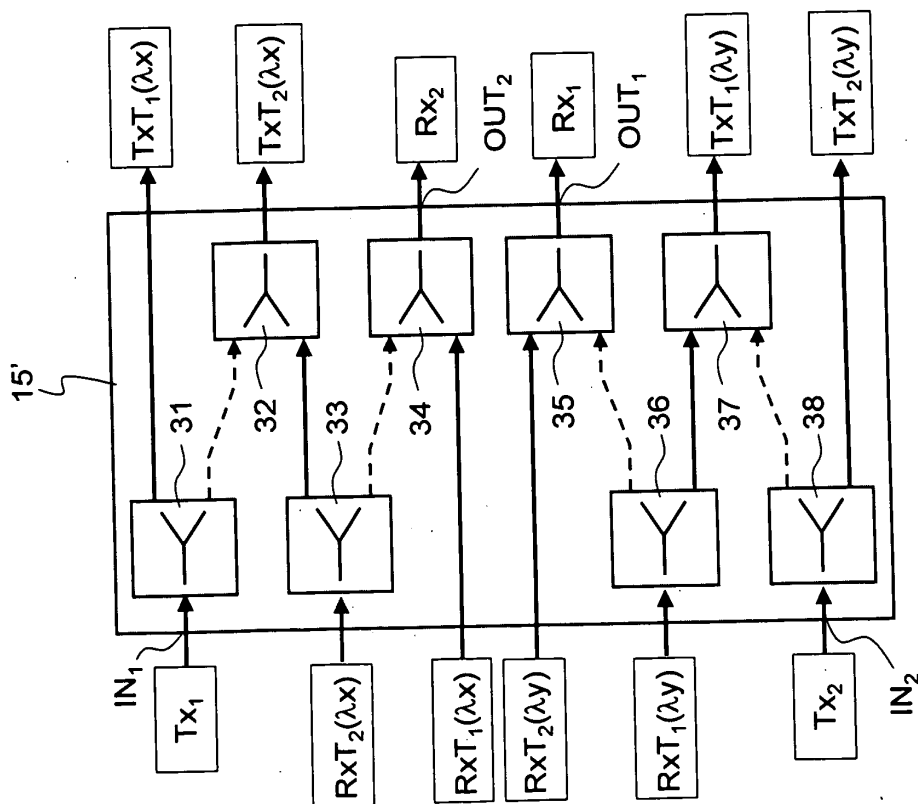 15'
TxT₁(λx)
TxT₂(λx)
Rx₂
OUT₂
Rx₁
OUT₁
TxT₁(λy)
TxT₂(λy)
31
32
33
34
35
36
37
38
IN₁
Tx₁
RxT₂(λx)
RxT₁(λx)
RxT₂(λy)
RxT₁(λy)
Tx₂
IN₂